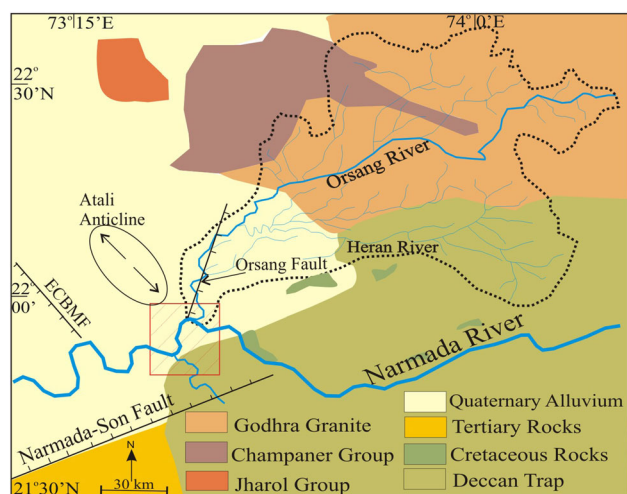 73°15'E
74°0'E
22°
30'N
Orsang River
Atali
Anticline
Heran River
Orsang Fault
ECBMF
22°
00'
Narmada River
Narmada-Son Fault
Quaternary Alluvium
Godhra Granite
Tertiary Rocks
Champaner Group
Cretaceous Rocks
Jharol Group
Deccan Trap
N
30 km
21°30'N